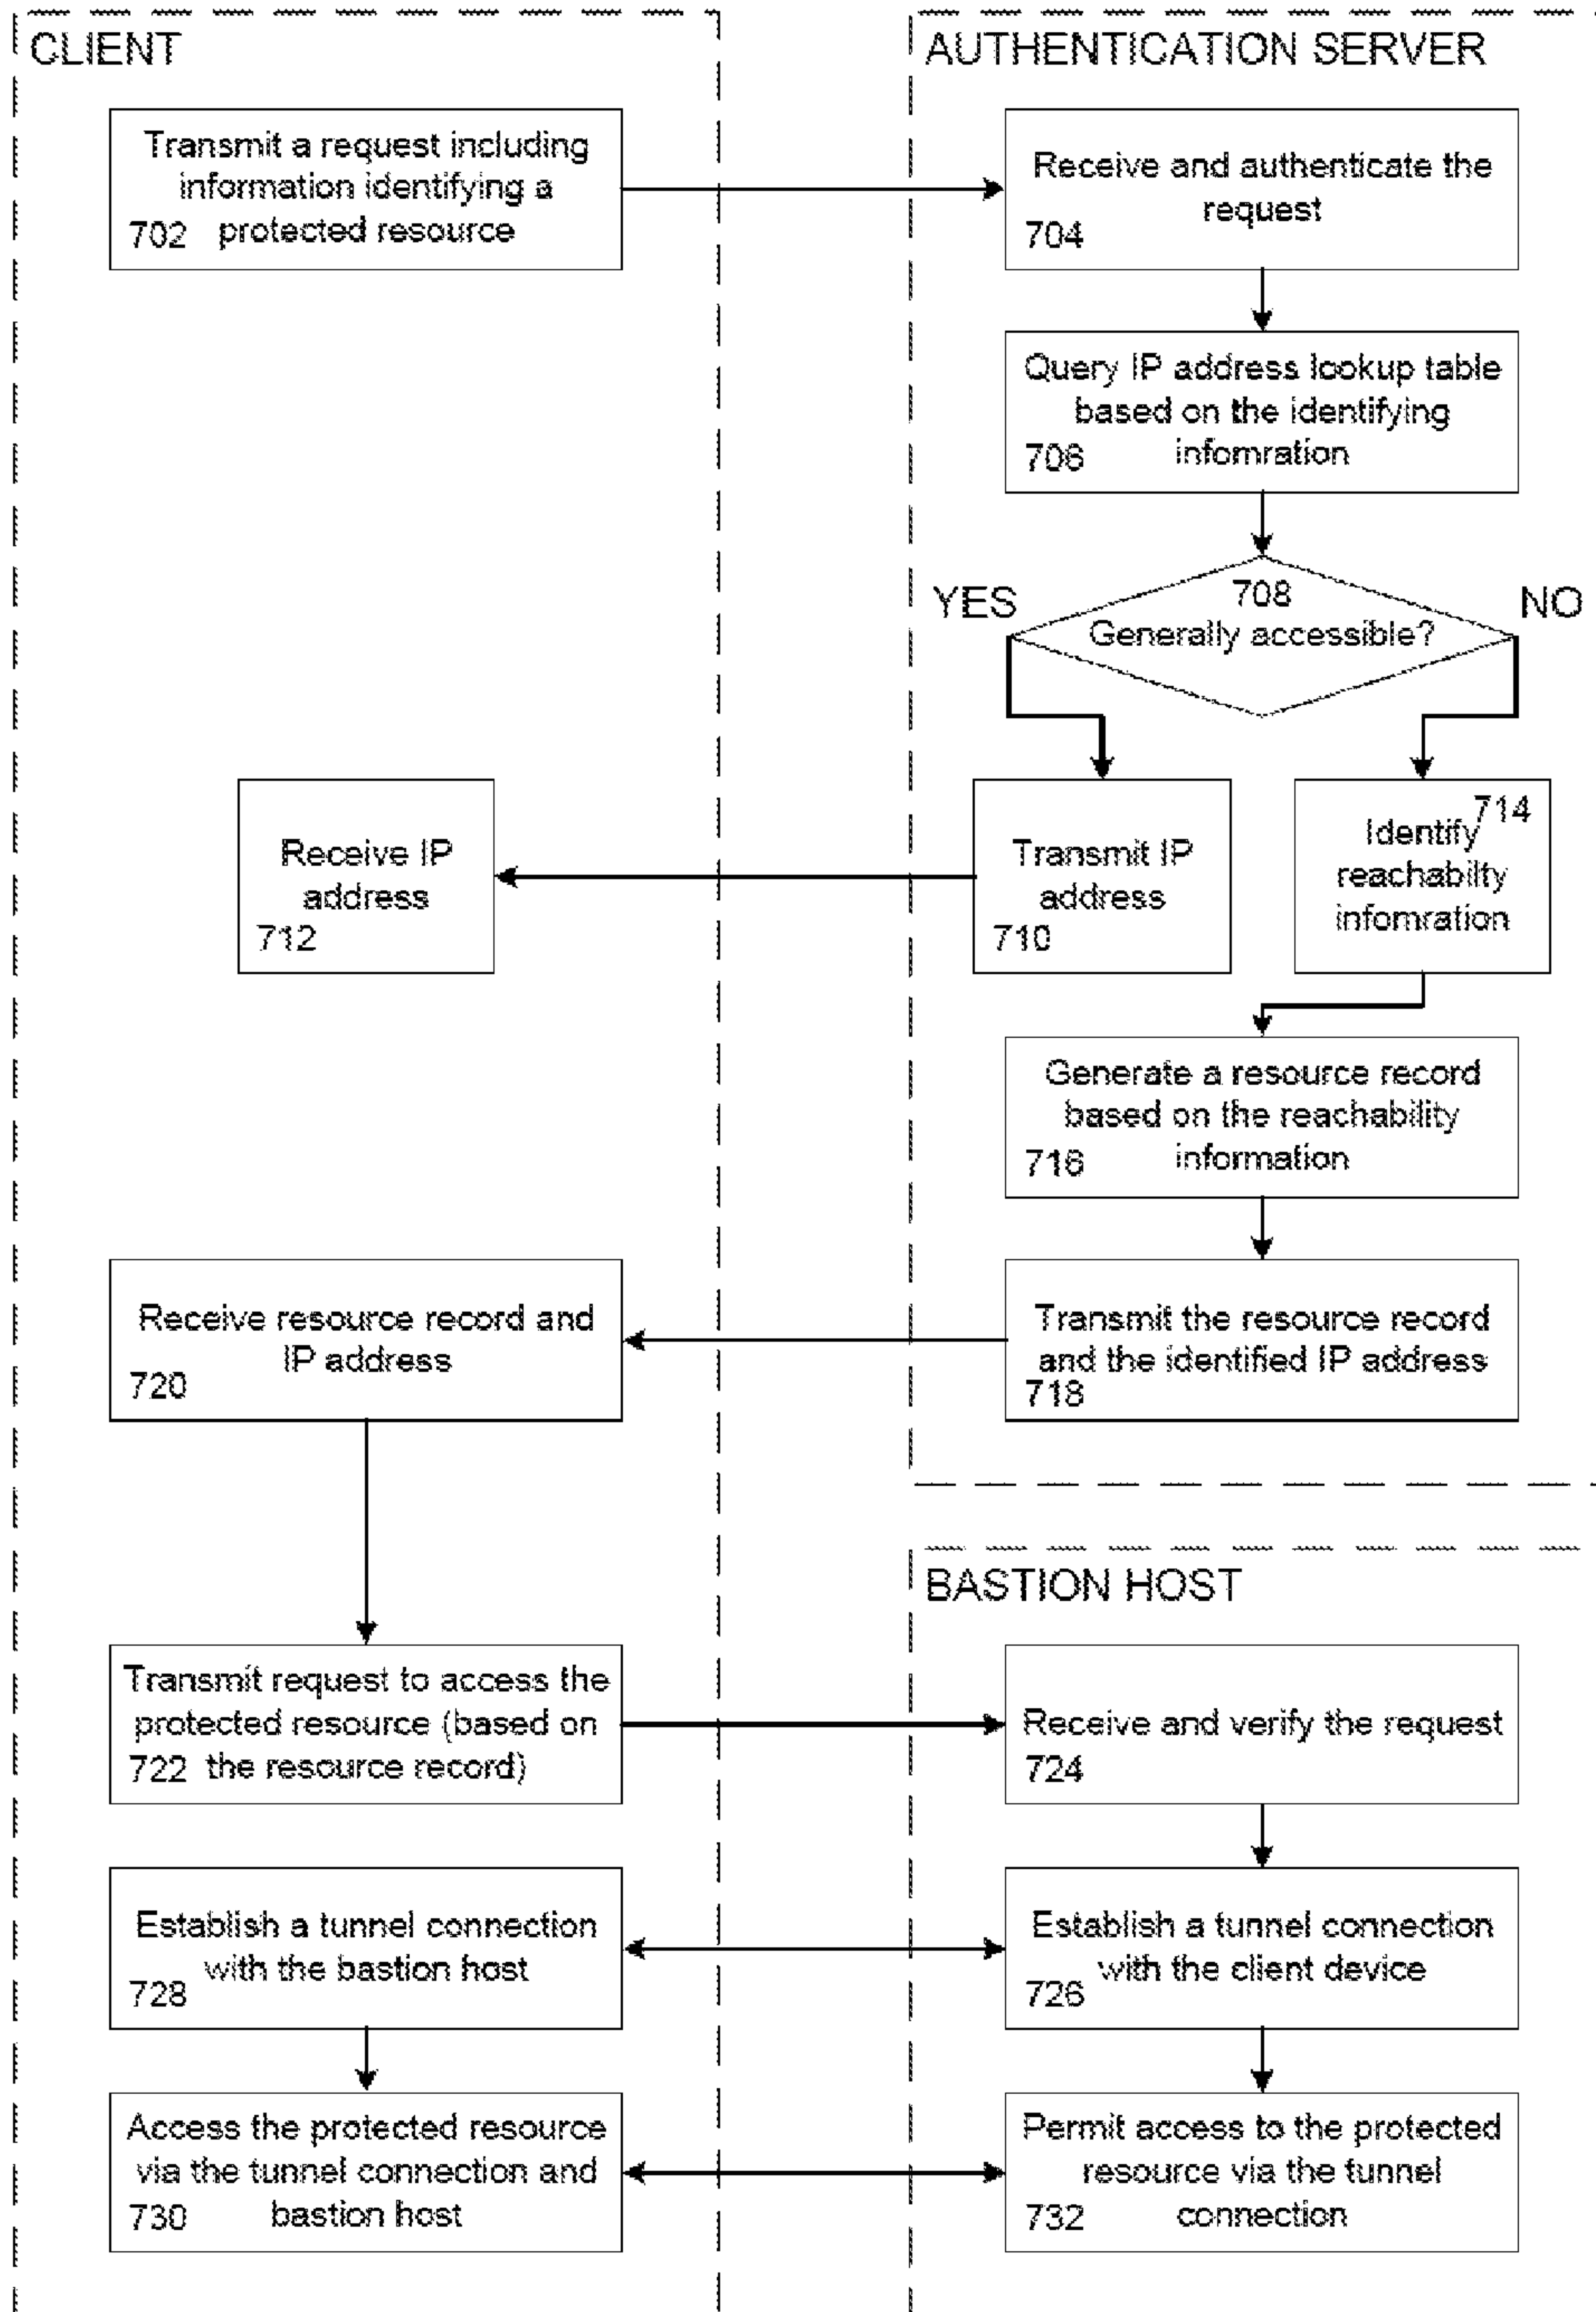 CLIENT
AUTHENTICATION SERVER
Transmit a request including
information identifying a
702 protected resource
Receive and authenticate the
request
704
Query IP address lookup table
based on the identifying
706 infomration
YES
708
NO
Generally accessible?
Receive IP
address
712
Transmit IP
address
710
714
Identify
reachabilty
infomration
Generate a resource record
based on the reachability
716 information
Receive resource record and
IP address
720
Transmit the resource record
and the identified IP address
718
BASTION HOST
Transmit request to access the
protected resource (based on
722 the resource record)
Receive and verify the request
724
Establish a tunnel connection
with the bastion host
728
Establish a tunnel connection
with the client device
726
Access the protected resource
via the tunnel connection and
730 bastion host
Permit access to the protected
resource via the tunnel
732 connection